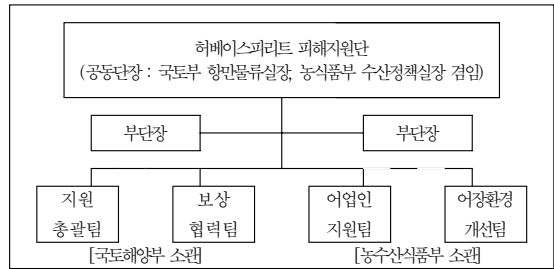 허베이스피리트 피해지원단
(공동단장 : 국토부 항만물류실장, 농식품부 수산정책실장 겸임)
부단장 부단장
지원 보상 어업인 어장환경
총괄팀 협력팀 지원팀 개선팀
[국토해양부 소관] [농수산식품부 소관]